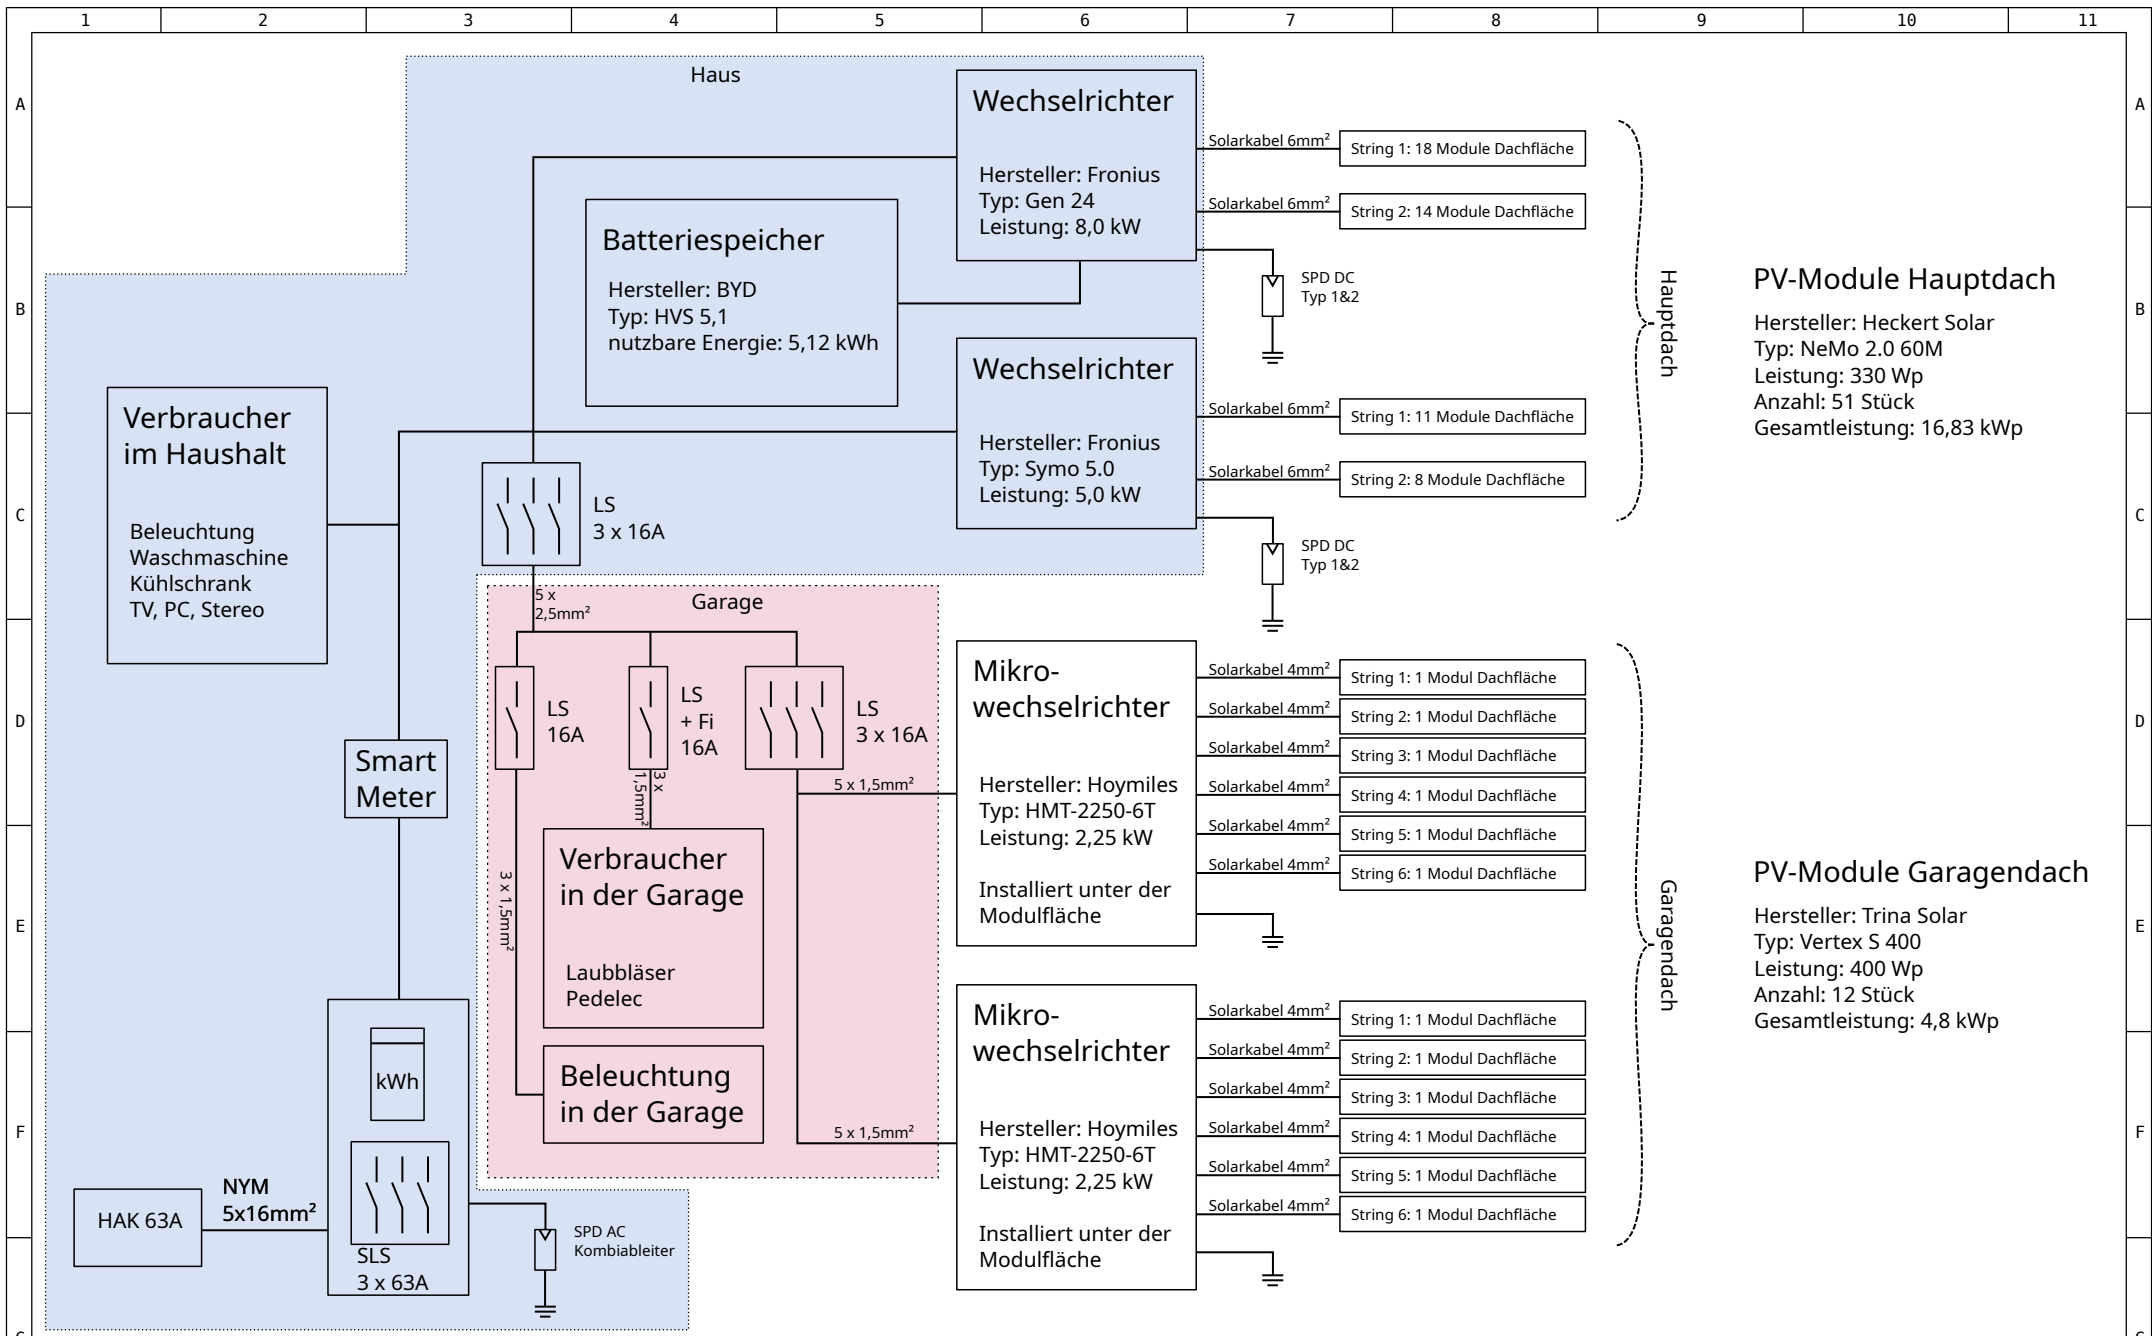 1 2 3 4 5 6 7 8 9 10 11
A A
B B
C C
D D
E E
F F
Haus
Wechselrichter
Hersteller: Fronius
Typ: Gen 24
Leistung: 8,0 kW
Solarkabel 6mm²
String 1: 18 Module Dachfläche
Solarkabel 6mm²
String 2: 14 Module Dachfläche
SPD DC
Typ 1&2
Batteriespeicher
Hersteller: BYD
Typ: HVS 5,1
nutzbare Energie: 5,12 kWh
Wechselrichter
Hersteller: Fronius
Typ: Symo 5.0
Leistung: 5,0 kW
Solarkabel 6mm²
String 1: 11 Module Dachfläche
Solarkabel 6mm²
String 2: 8 Module Dachfläche
SPD DC
Typ 1&2
Hauptdach
PV-Module Hauptdach
Hersteller: Heckert Solar
Typ: NeMo 2.0 60M
Leistung: 330 Wp
Anzahl: 51 Stück
Gesamtleistung: 16,83 kWp
Verbraucher
im Haushalt
Beleuchtung
Waschmaschine
Kühlschrank
TV, PC, Stereo
LS
3 x 16A
5 x
2,5mm²
Garage
LS
16A
LS
+ Fi
16A
LS
3 x 16A
3 x
1,5mm²
3 x 1,5mm²
5 x 1,5mm²
Verbraucher
in der Garage
Laubbläser
Pedelec
Beleuchtung
in der Garage
5 x 1,5mm²
Smart
Meter
kWh
SLS
3 x 63A
HAK 63A
NYM
5x16mm²
SPD AC
Kombiableiter
Mikro-
wechselrichter
Hersteller: Hoymiles
Typ: HMT-2250-6T
Leistung: 2,25 kW
Installiert unter der
Modulfläche
Solarkabel 4mm²
String 1: 1 Modul Dachfläche
Solarkabel 4mm²
String 2: 1 Modul Dachfläche
Solarkabel 4mm²
String 3: 1 Modul Dachfläche
Solarkabel 4mm²
String 4: 1 Modul Dachfläche
Solarkabel 4mm²
String 5: 1 Modul Dachfläche
Solarkabel 4mm²
String 6: 1 Modul Dachfläche
Mikro-
wechselrichter
Hersteller: Hoymiles
Typ: HMT-2250-6T
Leistung: 2,25 kW
Installiert unter der
Modulfläche
Solarkabel 4mm²
String 1: 1 Modul Dachfläche
Solarkabel 4mm²
String 2: 1 Modul Dachfläche
Solarkabel 4mm²
String 3: 1 Modul Dachfläche
Solarkabel 4mm²
String 4: 1 Modul Dachfläche
Solarkabel 4mm²
String 5: 1 Modul Dachfläche
Solarkabel 4mm²
String 6: 1 Modul Dachfläche
Garagendach
PV-Module Garagendach
Hersteller: Trina Solar
Typ: Vertex S 400
Leistung: 400 Wp
Anzahl: 12 Stück
Gesamtleistung: 4,8 kWp